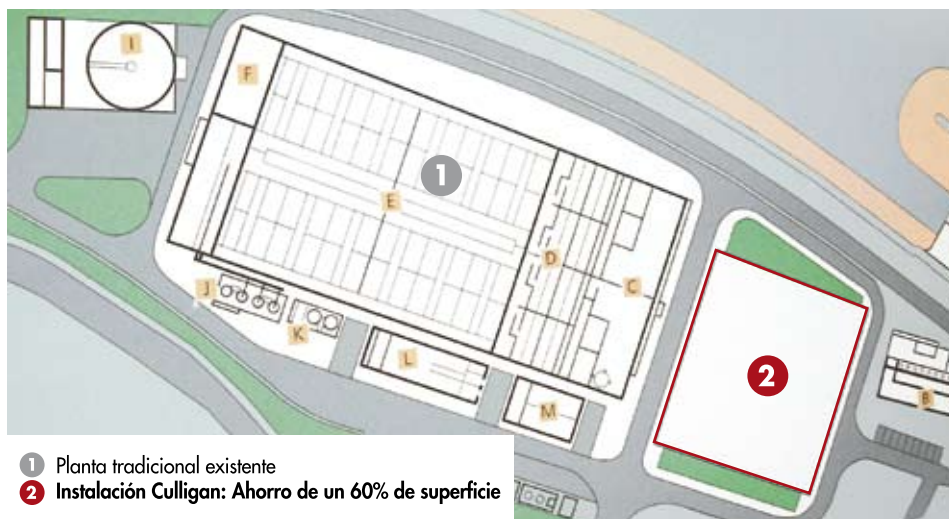 I
F
1
E
D
C
J
K
L
M
2
B
1 Planta tradicional existente
2 Instalación Culligan: Ahorro de un 60% de superficie